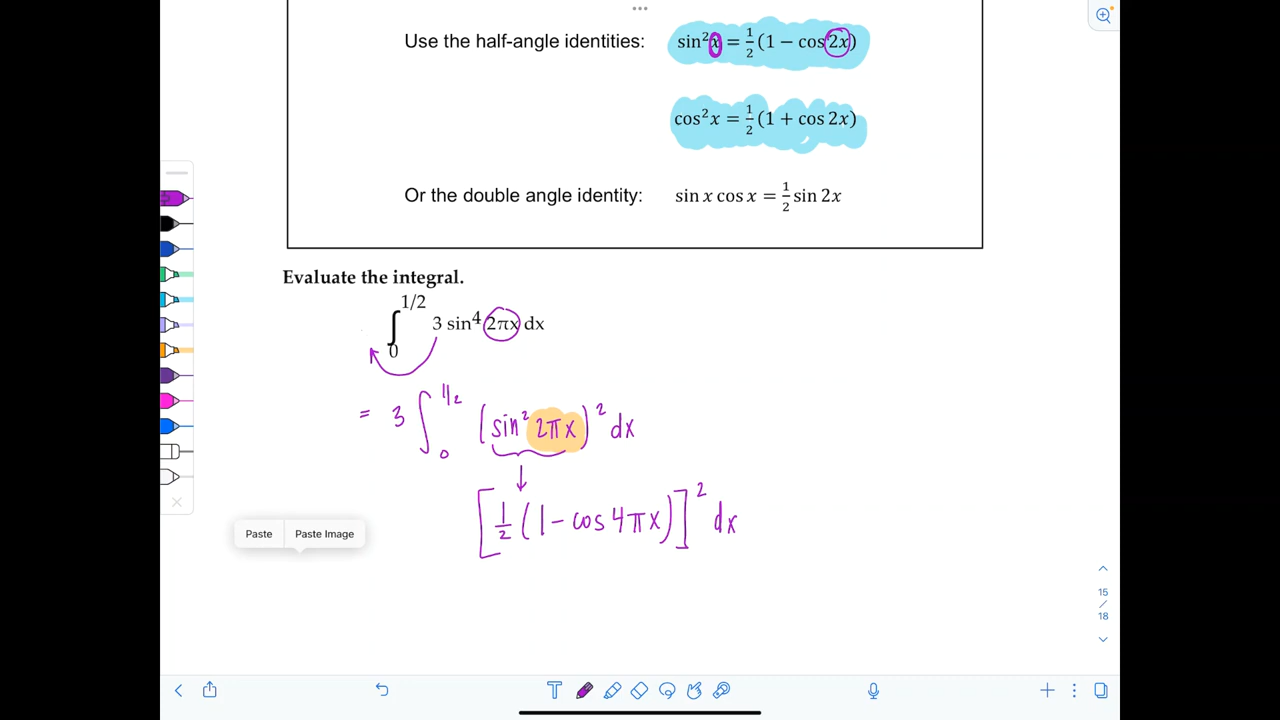 Use the half-angle identities: sin²x = 1/2 (1 − cos 2x)
cos²x = 1/2 (1 + cos 2x)
Or the double angle identity: sin x cos x = 1/2 sin 2x
Evaluate the integral.
∫₀^1/2 3 sin⁴ 2πx dx
= 3 ∫₀^1/2 (sin² 2πx)² dx
[1/2 (1 − cos 4πx)]² dx
Paste Paste Image
15
/
18
T